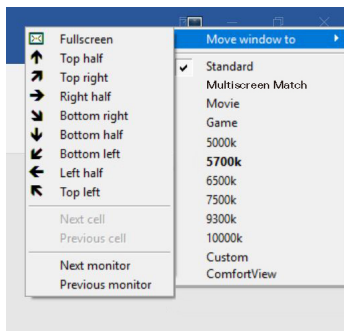 Fullscreen
Top half
Top right
Right half
Bottom right
Bottom half
Bottom left
Left half
Top left
Next cell
Previous cell
Next monitor
Previous monitor
Move window to
Standard
Multiscreen Match
Movie
Game
5000k
5700k
6500k
7500k
9300k
10000k
Custom
ComfortView